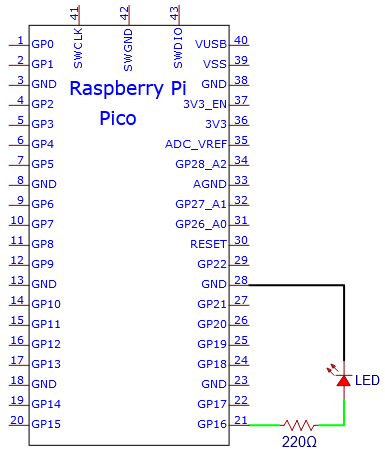 41 42 43
SWCLK SWGND SWDIO
Raspberry Pi
Pico
1 GP0 VUSB 40
2 GP1 VSS 39
3 GND GND 38
4 GP2 3V3_EN 37
5 GP3 3V3 36
6 GP4 ADC_VREF 35
7 GP5 GP28_A2 34
8 GND AGND 33
9 GP6 GP27_A1 32
10 GP7 GP26_A0 31
11 GP8 RESET 30
12 GP9 GP22 29
13 GND GND 28
14 GP10 GP21 27
15 GP11 GP20 26
16 GP12 GP19 25
17 GP13 GP18 24
18 GND GND 23
19 GP14 GP17 22
20 GP15 GP16 21
LED
220Ω